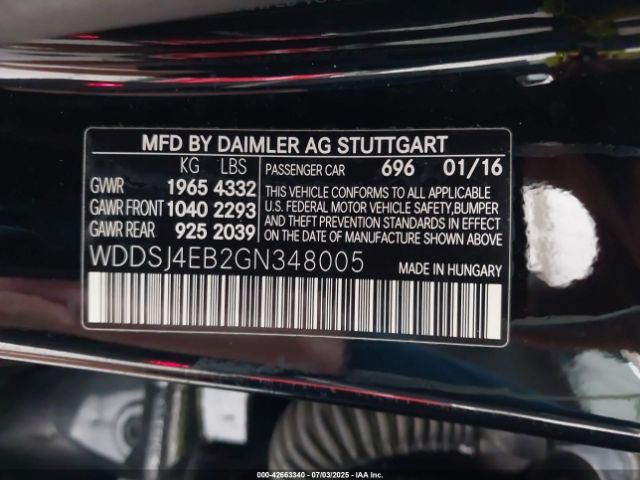 MFD BY DAIMLER AG STUTTGART
KG LBS
PASSENGER CAR 696 01/16
GVWR 1965 4332
GAWR FRONT 1040 2293
GAWR REAR 925 2039
THIS VEHICLE CONFORMS TO ALL APPLICABLE
U.S. FEDERAL MOTOR VEHICLE SAFETY, BUMPER
AND THEFT PREVENTION STANDARDS IN EFFECT
ON THE DATE OF MANUFACTURE SHOWN ABOVE.
WDDSJ4EB2GN348005
MADE IN HUNGARY
000-42663340 - 07/03/2025 - IAA Inc.